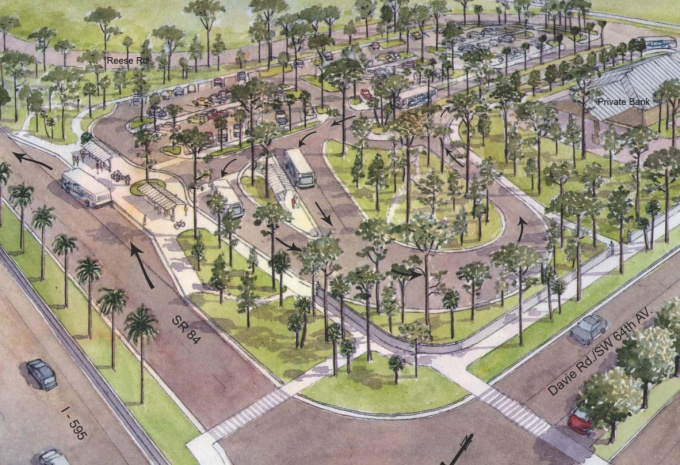 Reese Rd
Private Bank
SR 84
Davie Rd./SW 64th AV.
I - 595